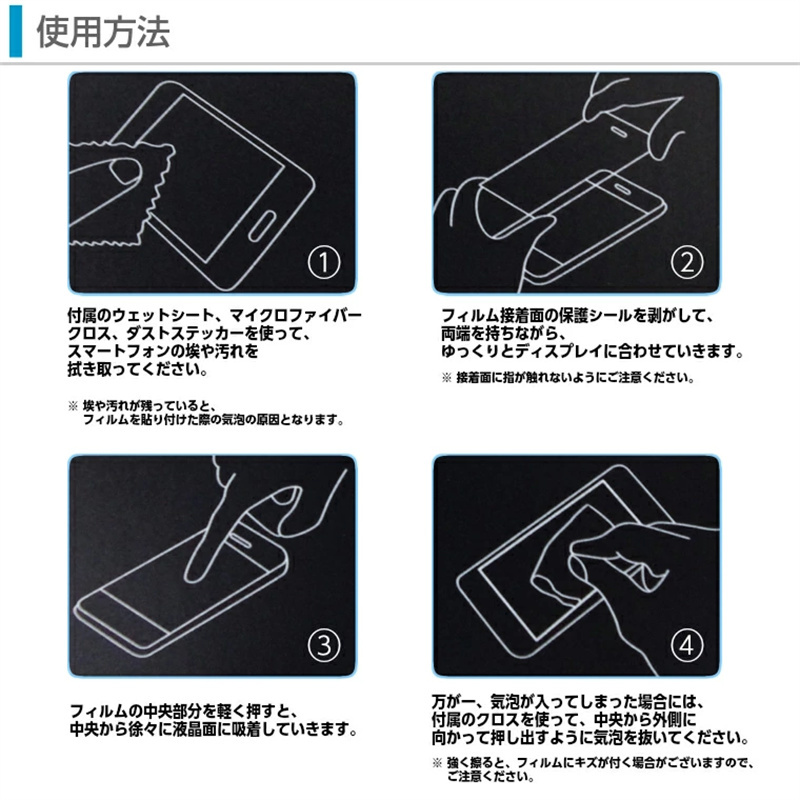 使用方法
①
付属のウェットシート、マイクロファイバー
クロス、ダストステッカーを使って、
スマートフォンの埃や汚れを
拭き取ってください。
※ 埃や汚れが残っていると、
フィルムを貼り付けた際の気泡の原因となります。
②
フィルム接着面の保護シールを剥がして、
両端を持ちながら、
ゆっくりとディスプレイに合わせていきます。
※ 接着面に指が触れないようにご注意ください。
③
フィルムの中央部分を軽く押すと、
中央から徐々に液晶面に吸着していきます。
④
万が一、気泡が入ってしまった場合には、
付属のクロスを使って、中央から外側に
向かって押し出すように気泡を抜いてください。
※ 強く擦ると、フィルムにキズが付く場合がございますので、
ご注意ください。